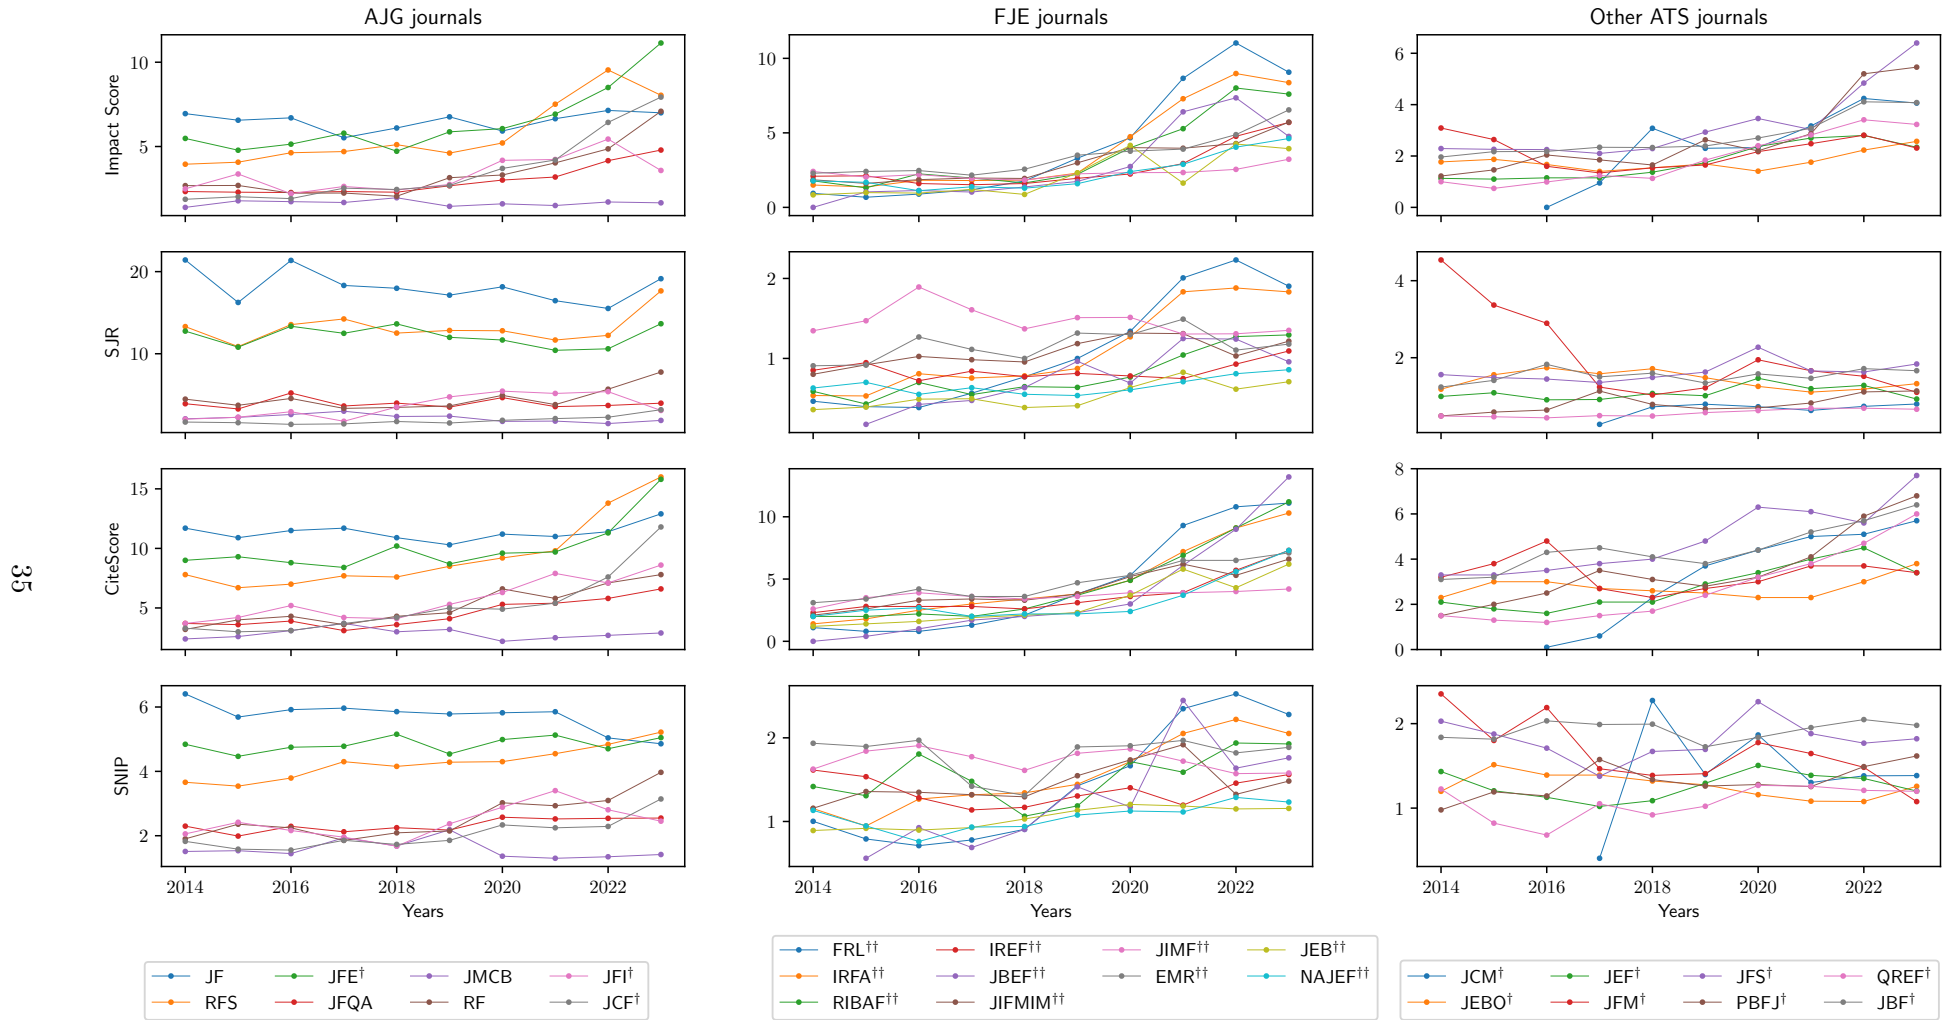 AJG journals
FJE journals
Other ATS journals
Impact Score
10
5
10
5
0
6
4
2
0
SJR
20
10
2
1
4
2
CiteScore
15
10
5
10
5
0
8
6
4
2
0
SNIP
6
4
2
2
1
2
1
2014 2016 2018 2020 2022
2014 2016 2018 2020 2022
2014 2016 2018 2020 2022
Years
Years
Years
JF JFE† JMCB JFI†
RFS JFQA RF JCF†
FRL†† IREF†† JIMF†† JEB††
IRFA†† JBEF†† EMR†† NAJEF††
RIBAF†† JIFMIM††
JCM† JEF† JFS† QREF†
JEBO† JFM† PBFJ† JBF†
35